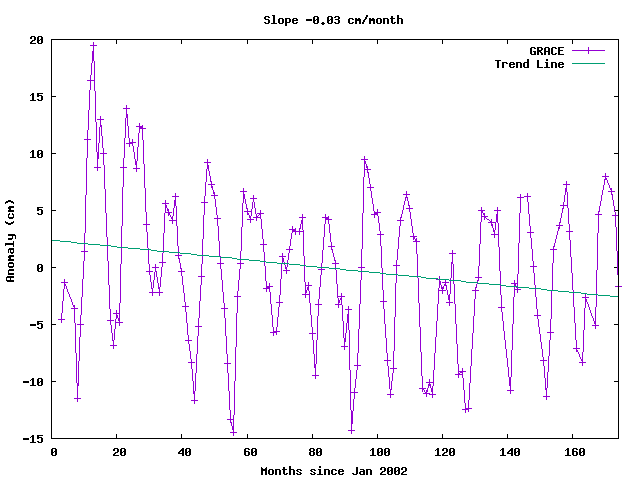 Slope -0.03 cm/month
GRACE
Trend Line
20
15
10
5
0
-5
-10
-15
Anomaly (cm)
0 20 40 60 80 100 120 140 160
Months since Jan 2002